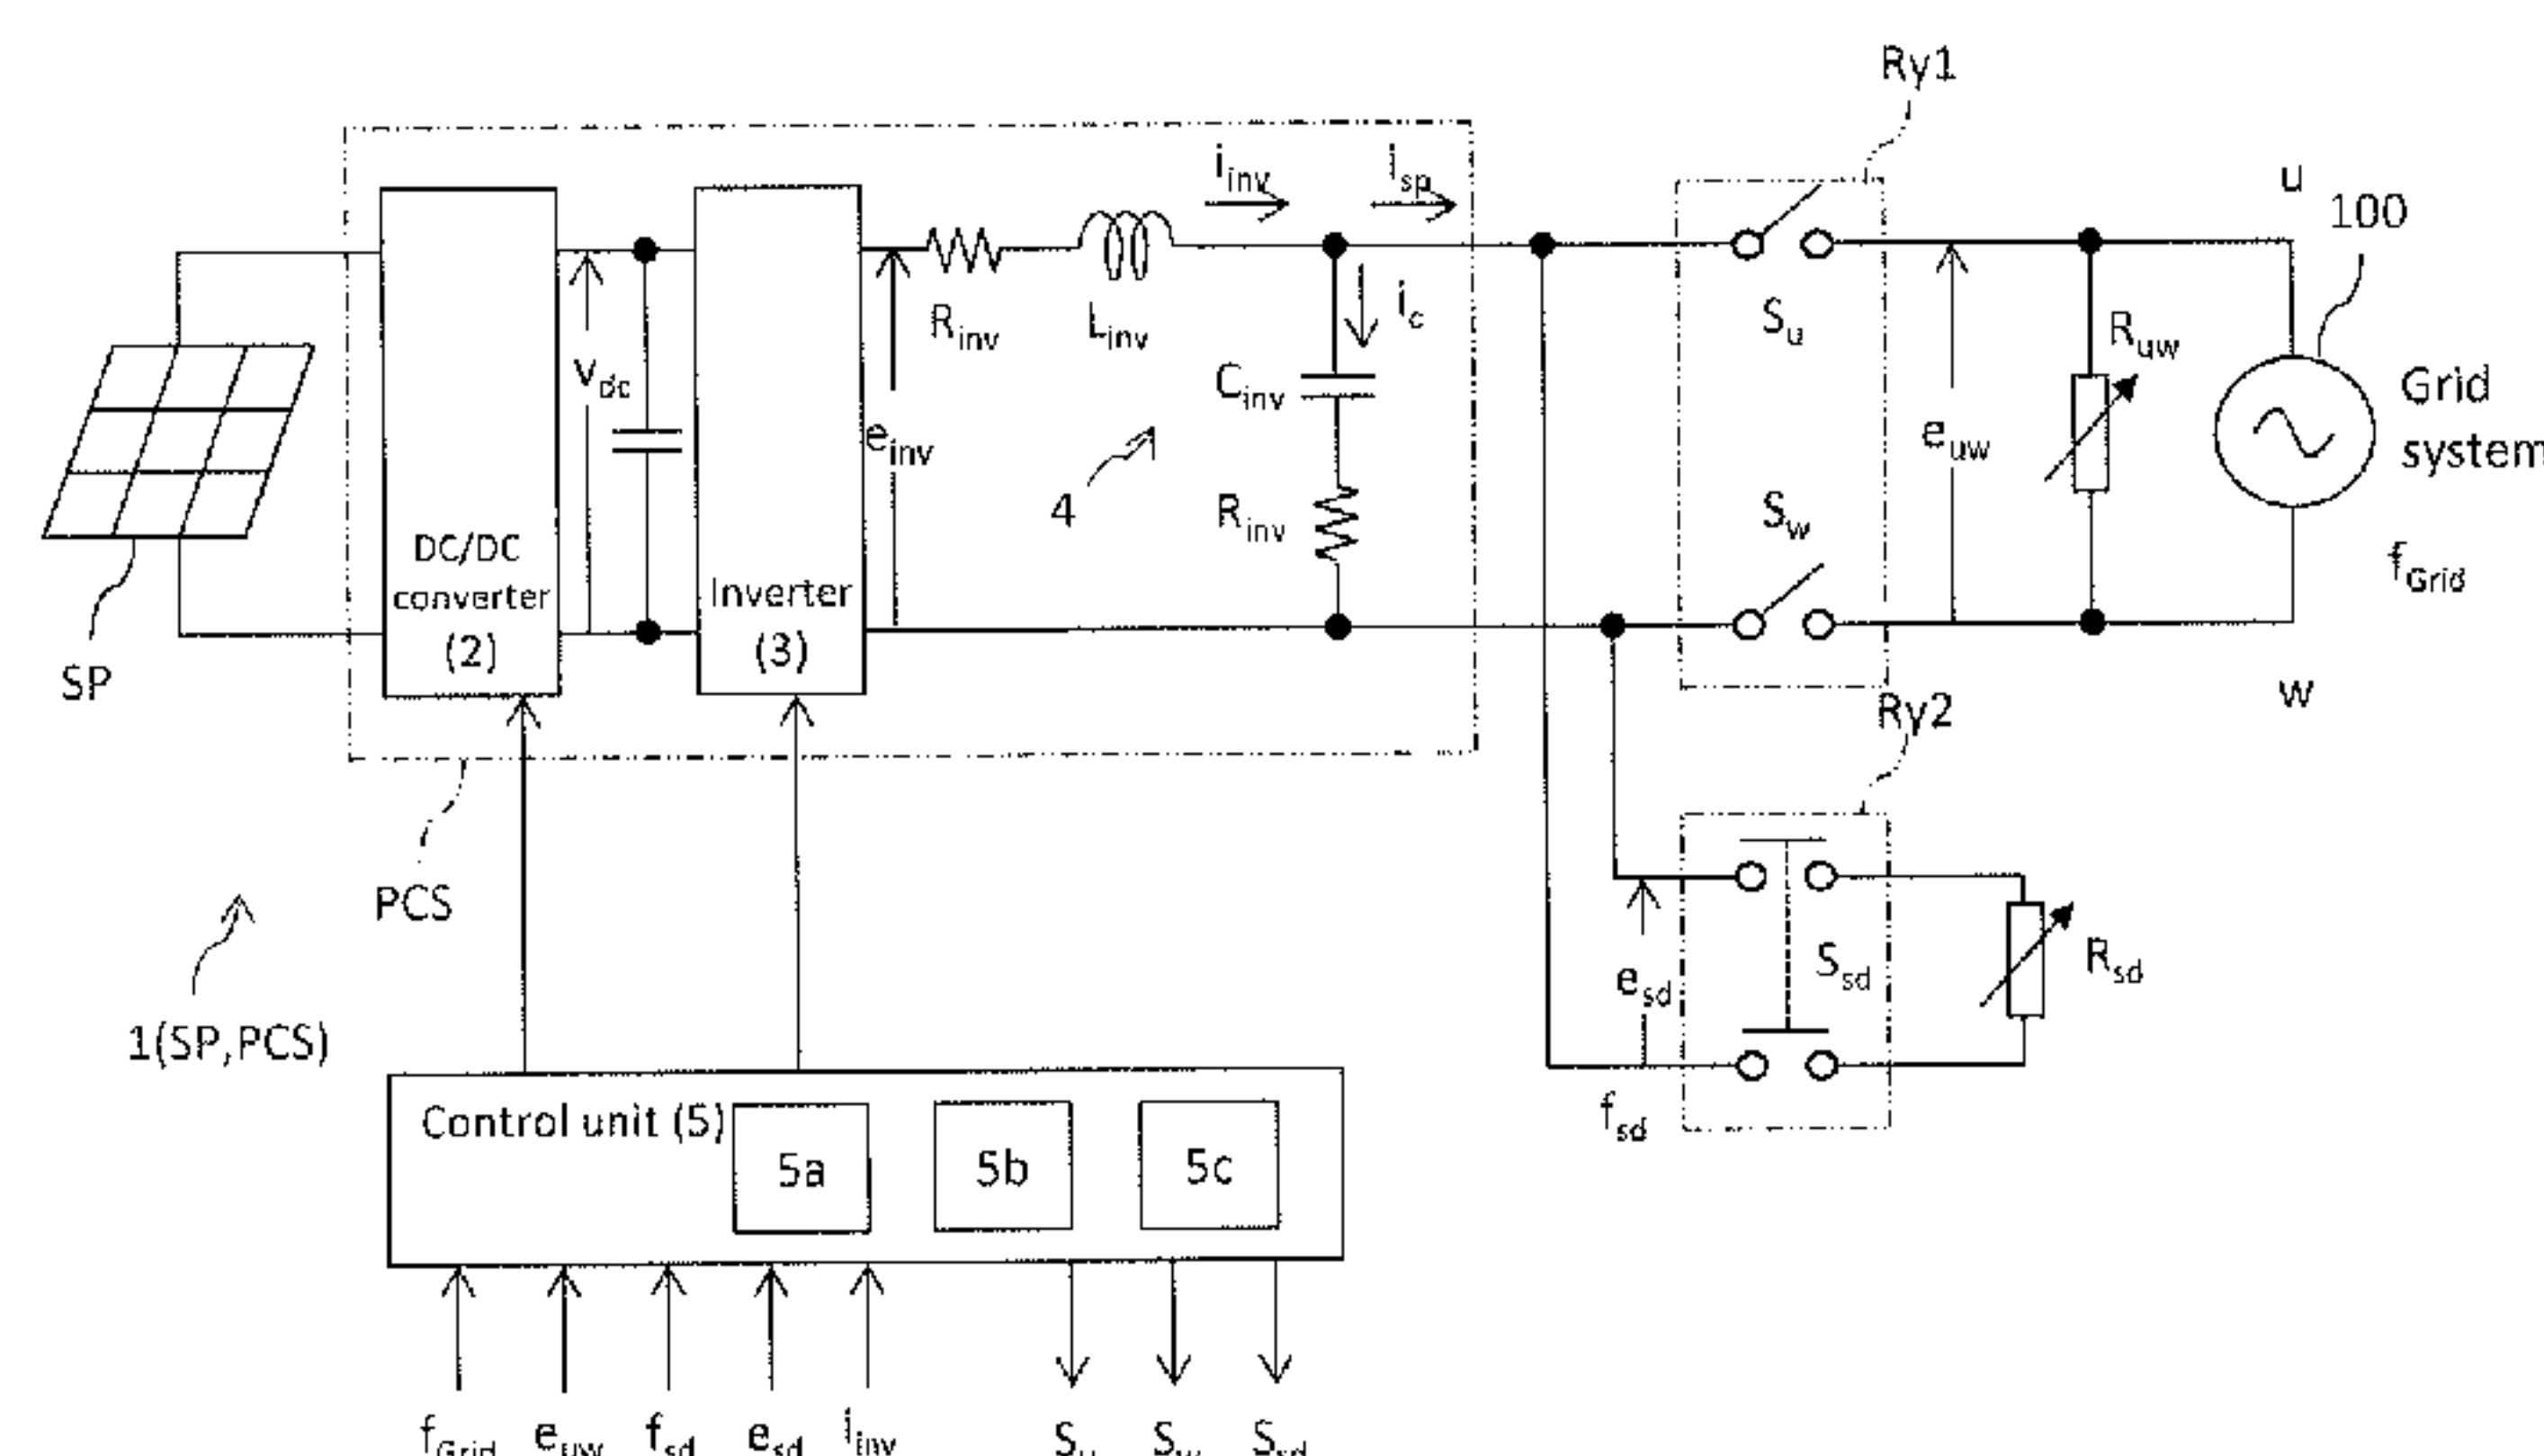 Ry1
u
100
i_inv
i_sp
R_inv
L_inv
i_c
S_u
R_uw
v_dc
C_inv
Grid
system
e_inv
e_uw
4
R_inv
S_w
f_Grid
DC/DC
converter
(2)
Inverter
(3)
SP
w
Ry2
PCS
e_sd
S_sd
R_sd
1(SP,PCS)
f_sd
Control unit (5)
5a
5b
5c
f_Grid e_uw f_sd e_sd i_inv S_u S_w S_sd